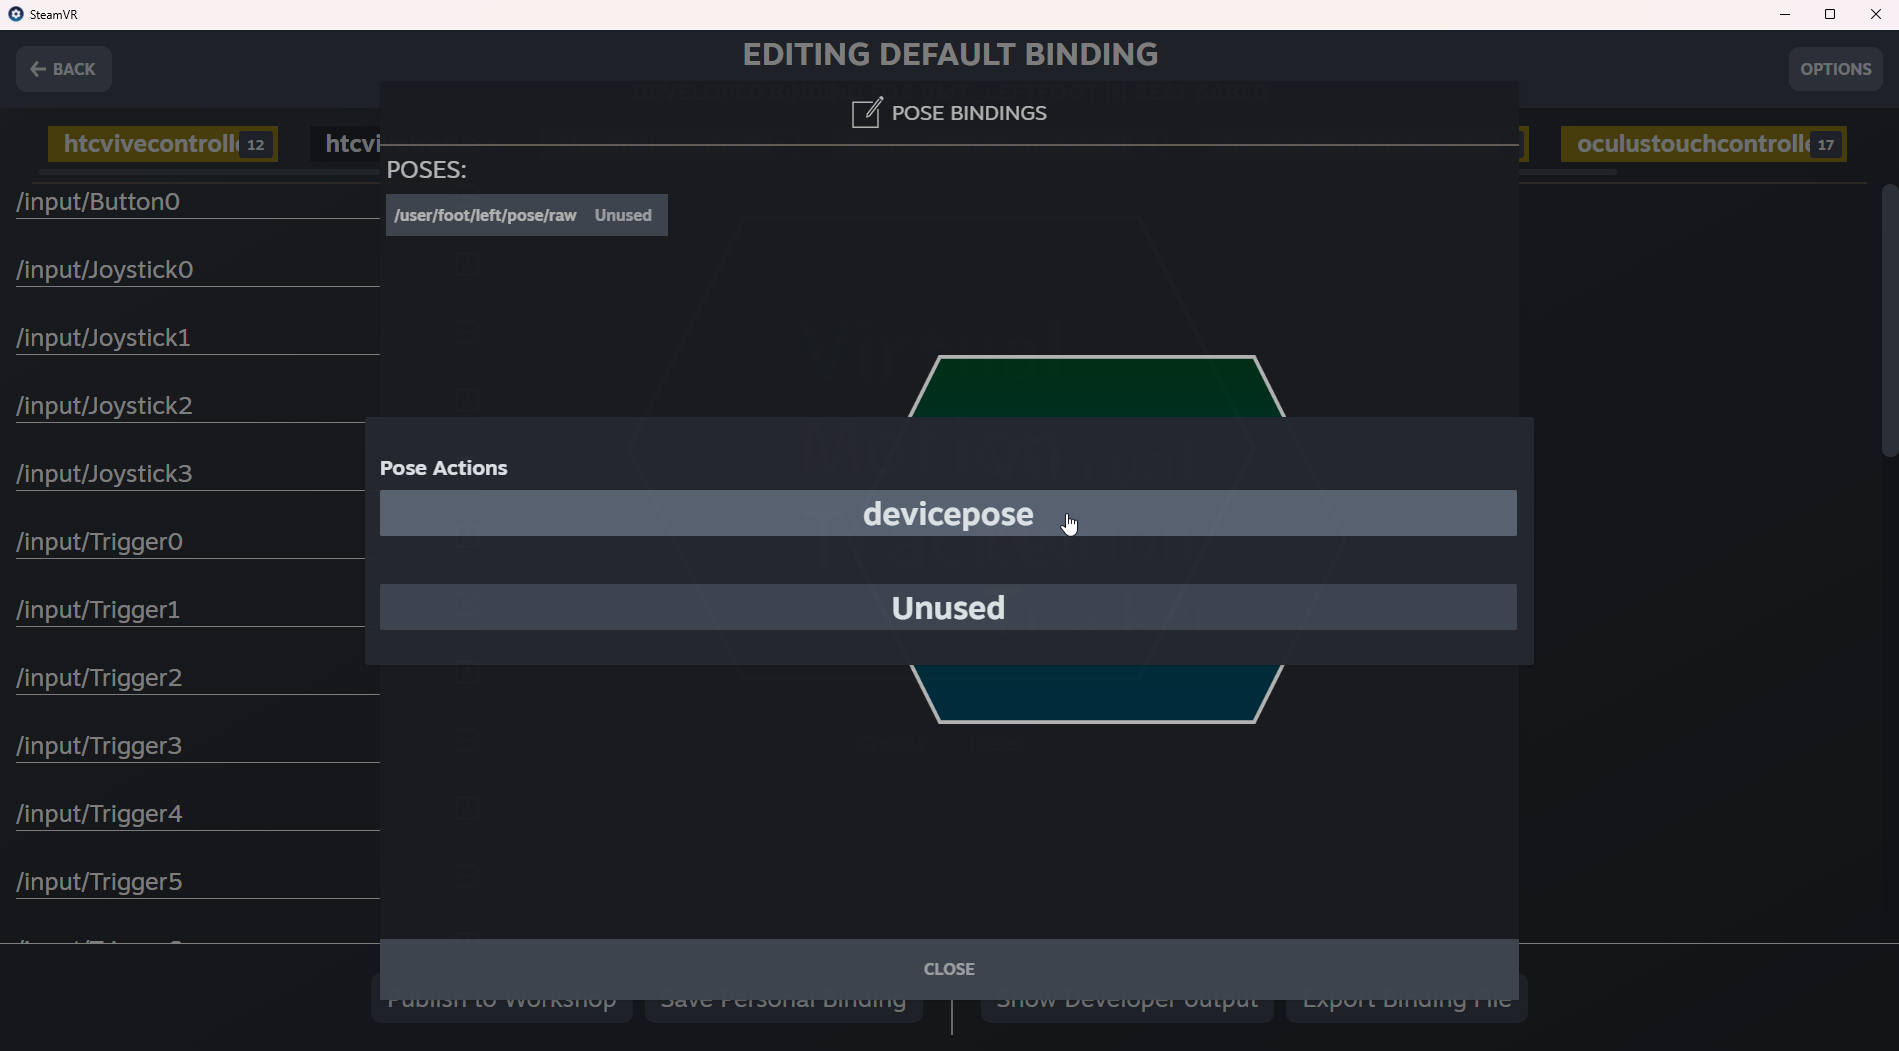 SteamVR
BACK
EDITING DEFAULT BINDING
OPTIONS
POSE BINDINGS
htcvivecontroll 12
htcvi
oculustouchcontroll 17
POSES:
/user/foot/left/pose/raw Unused
/input/Button0
/input/Joystick0
/input/Joystick1
/input/Joystick2
/input/Joystick3
/input/Trigger0
/input/Trigger1
/input/Trigger2
/input/Trigger3
/input/Trigger4
/input/Trigger5
Pose Actions
devicepose
Unused
CLOSE
Publish to Workshop
Save Personal Binding
Show Developer Output
Export Binding File